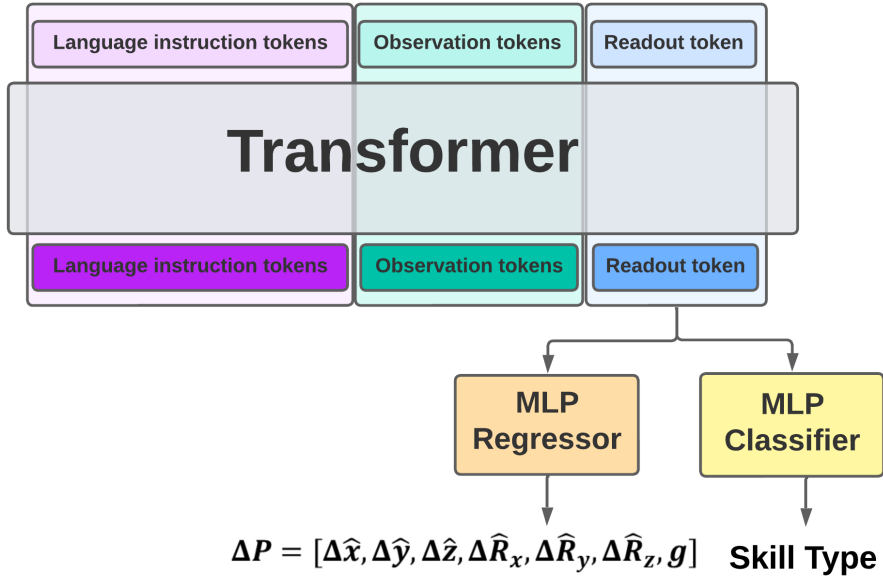 Language instruction tokens Observation tokens Readout token
Transformer
Language instruction tokens Observation tokens Readout token
MLP
Regressor
MLP
Classifier
ΔP = [Δx̂, Δŷ, Δẑ, ΔR̂ₓ, ΔR̂ᵧ, ΔR̂_z, g]
Skill Type